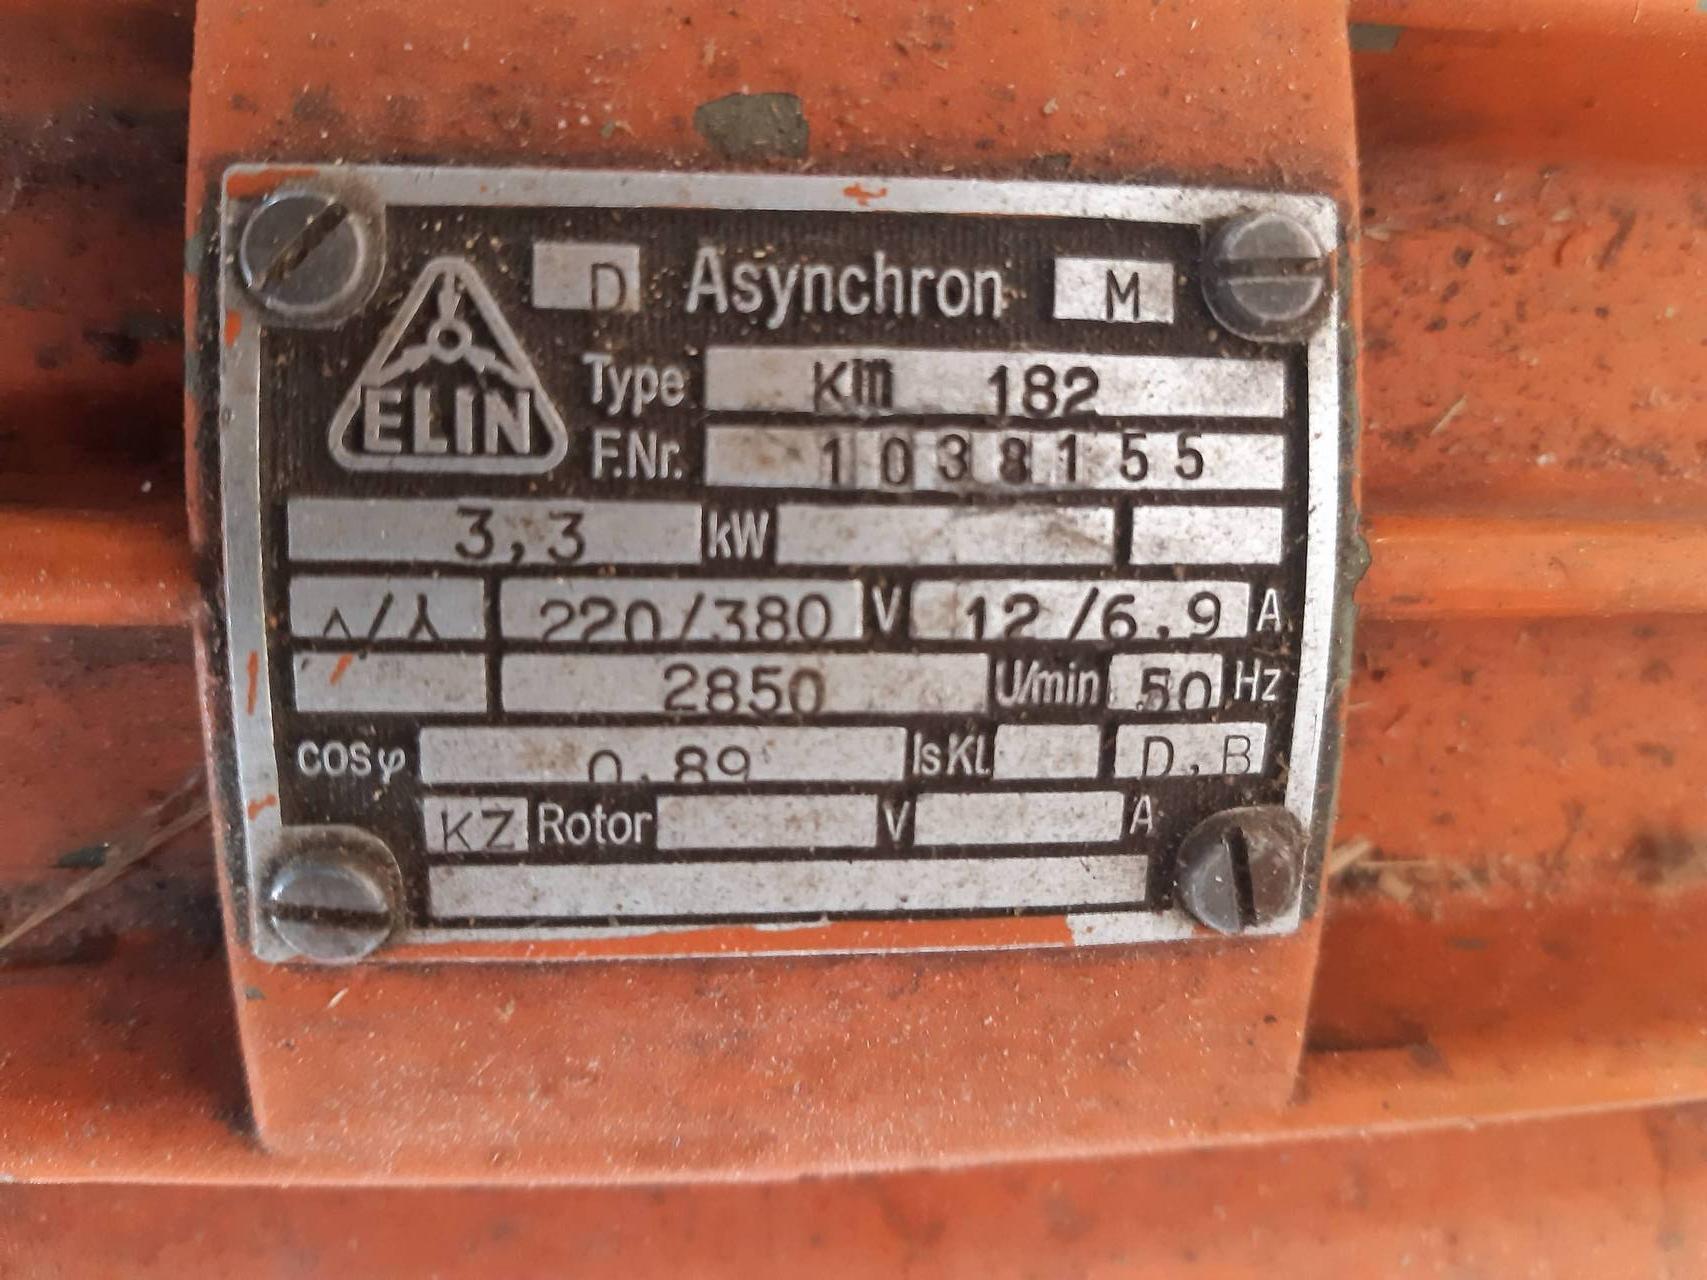 D Asynchron M
ELIN
Type Km 182
F.Nr. 1038155
3,3 kW
220/380 V 12/6.9 A
2850 U/min 50 Hz
cosφ 0.89 IsKl. D.B
KZ Rotor V A